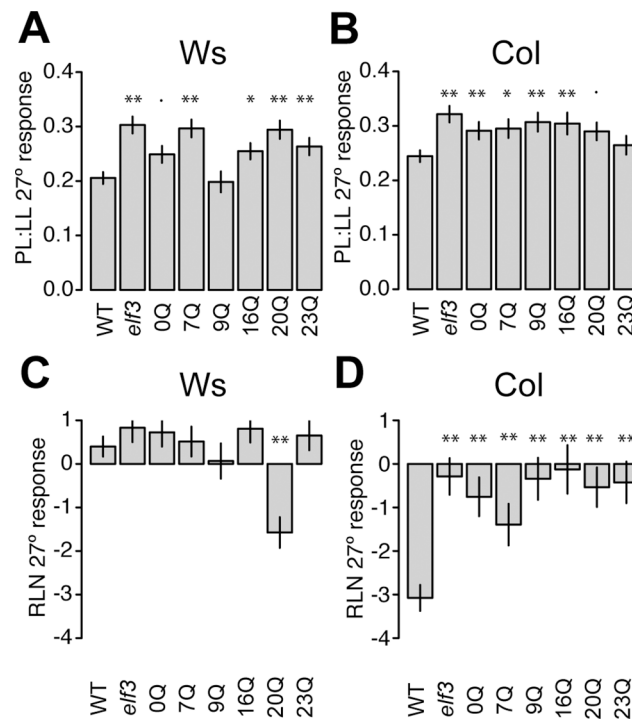 A
Ws
PL:LL 27º response
0.4
0.3
0.2
0.1
0.0
** · ** * ** **
WT elf3 0Q 7Q 9Q 16Q 20Q 23Q
B
Col
PL:LL 27º response
0.4
0.3
0.2
0.1
0.0
** ** * ** ** ·
WT elf3 0Q 7Q 9Q 16Q 20Q 23Q
C
Ws
RLN 27º response
1
0
-1
-2
-3
-4
**
WT elf3 0Q 7Q 9Q 16Q 20Q 23Q
D
Col
RLN 27º response
1
0
-1
-2
-3
-4
** ** ** ** ** ** **
WT elf3 0Q 7Q 9Q 16Q 20Q 23Q